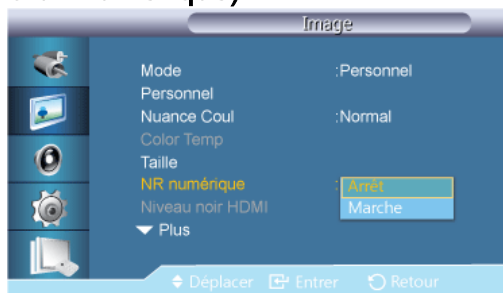 Image
Mode :Personnel
Personnel
Nuance Coul :Normal
Color Temp
Taille
NR numérique : Arrêt
Niveau noir HDMI Marche
Plus
Déplacer Entrer Retour